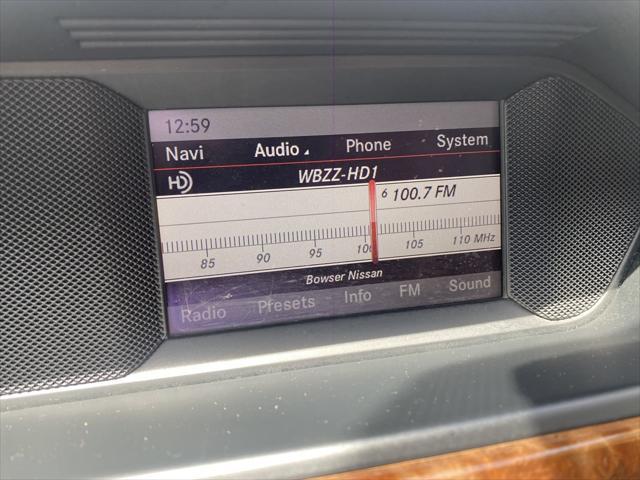 12:59
Navi Audio Phone System
HD WBZZ-HD1
6 100.7 FM
85 90 95 100 105 110 MHz
Bowser Nissan
Radio Presets Info FM Sound